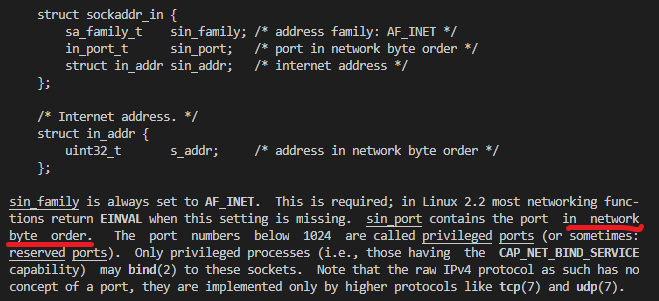 struct sockaddr_in {
    sa_family_t    sin_family; /* address family: AF_INET */
    in_port_t      sin_port;   /* port in network byte order */
    struct in_addr sin_addr;   /* internet address */
};
/* Internet address. */
struct in_addr {
    uint32_t       s_addr;     /* address in network byte order */
};
sin_family is always set to AF_INET.  This is required; in Linux 2.2 most networking func-
tions return EINVAL when this setting is missing.  sin_port contains the port in network
byte order.  The port numbers below 1024 are called privileged ports (or sometimes:
reserved ports).  Only privileged processes (i.e., those having the CAP_NET_BIND_SERVICE
capability) may bind(2) to these sockets.  Note that the raw IPv4 protocol as such has no
concept of a port, they are implemented only by higher protocols like tcp(7) and udp(7).